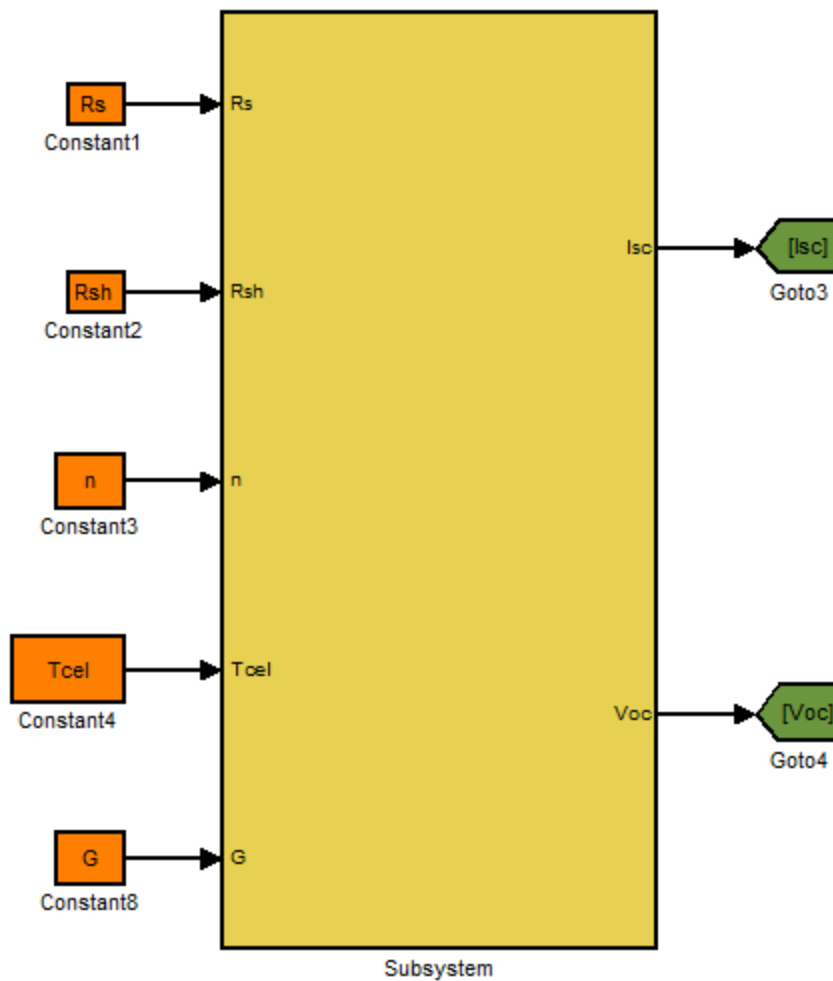 Rs
Constant1
Rs
Rsh
Constant2
Rsh
n
Constant3
n
Tcel
Constant4
Tcel
G
Constant8
G
Isc
[Isc]
Goto3
Voc
[Voc]
Goto4
Subsystem